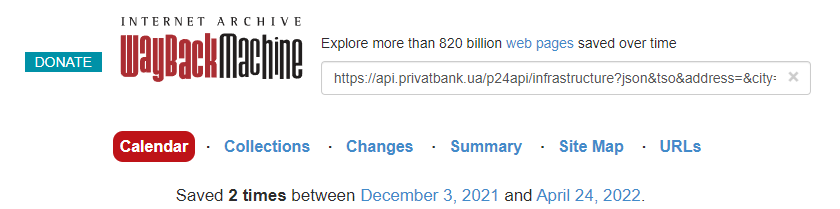 INTERNET ARCHIVE
WayBackMachine
DONATE
Explore more than 820 billion web pages saved over time
https://api.privatbank.ua/p24api/infrastructure?json&tso&address=&city=
Calendar · Collections · Changes · Summary · Site Map · URLs
Saved 2 times between December 3, 2021 and April 24, 2022.